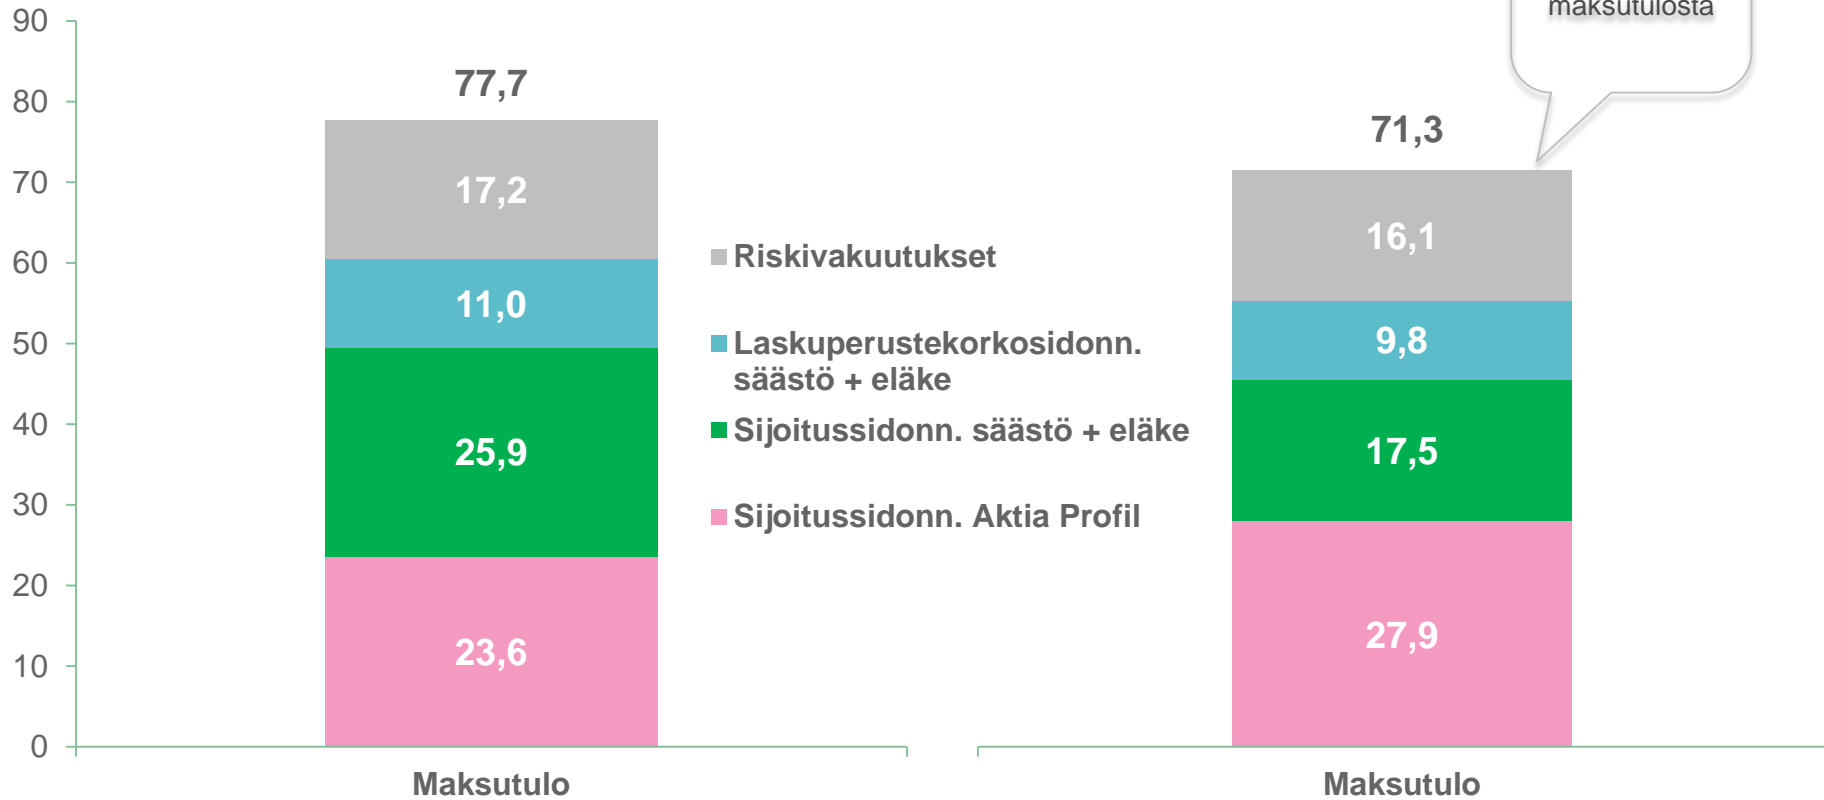 maksutulosta
90
80
70
60
50
40
30
20
10
0
77,7
17,2
11,0
25,9
23,6
Maksutulo
Riskivakuutukset
Laskuperustekorkosidonn.
säästö + eläke
Sijoitussidonn. säästö + eläke
Sijoitussidonn. Aktia Profil
71,3
16,1
9,8
17,5
27,9
Maksutulo